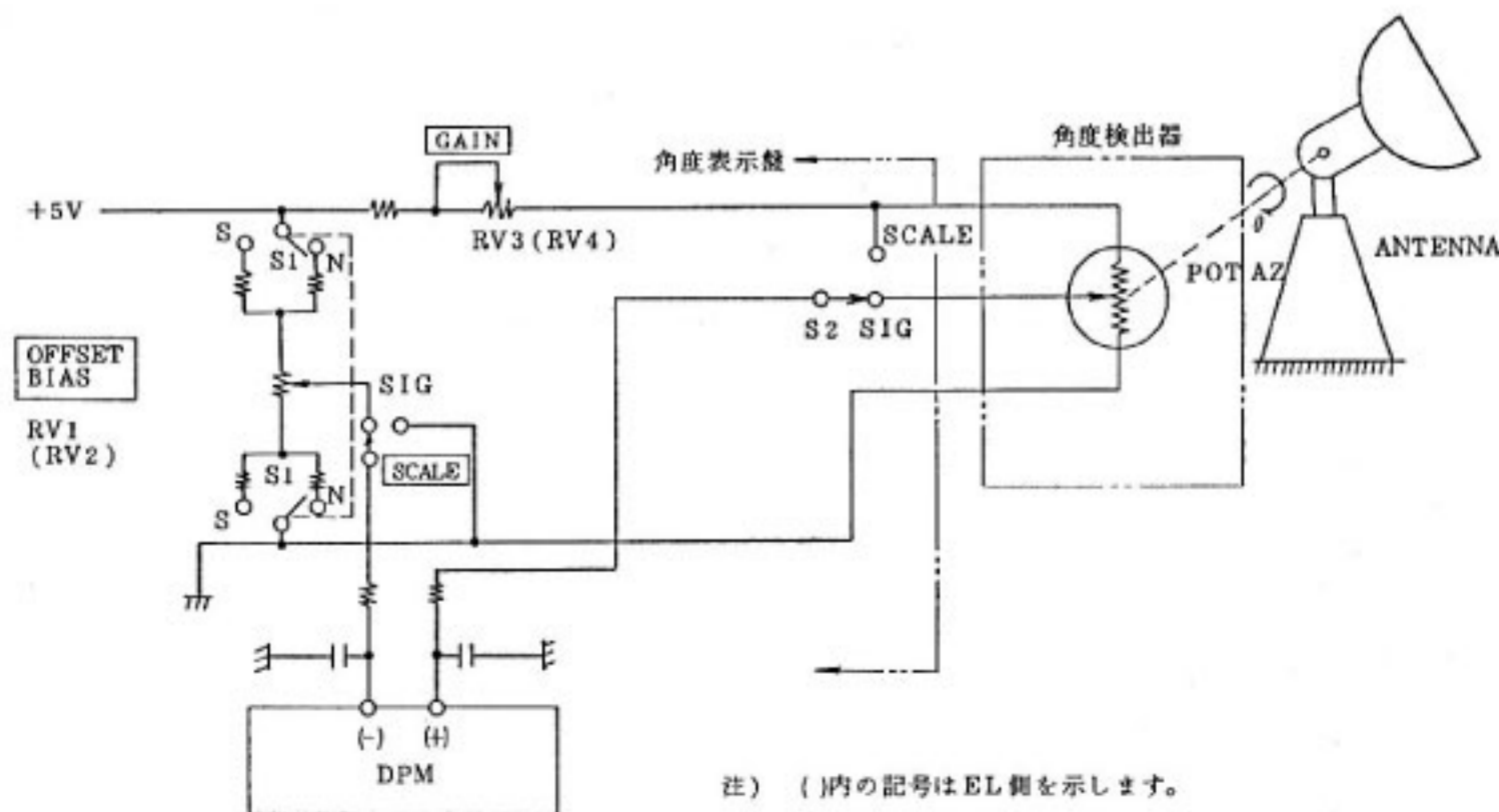 GAIN
角度表示盤
角度検出器
+5V
S
S1
N
RV3(RV4)
SCALE
POT AZ
ANTENNA
S2
SIG
OFFSET
BIAS
SIG
RV1
(RV2)
S1
SCALE
S
N
(-)
(+)
DPM
注) ( )内の記号はEL側を示します。